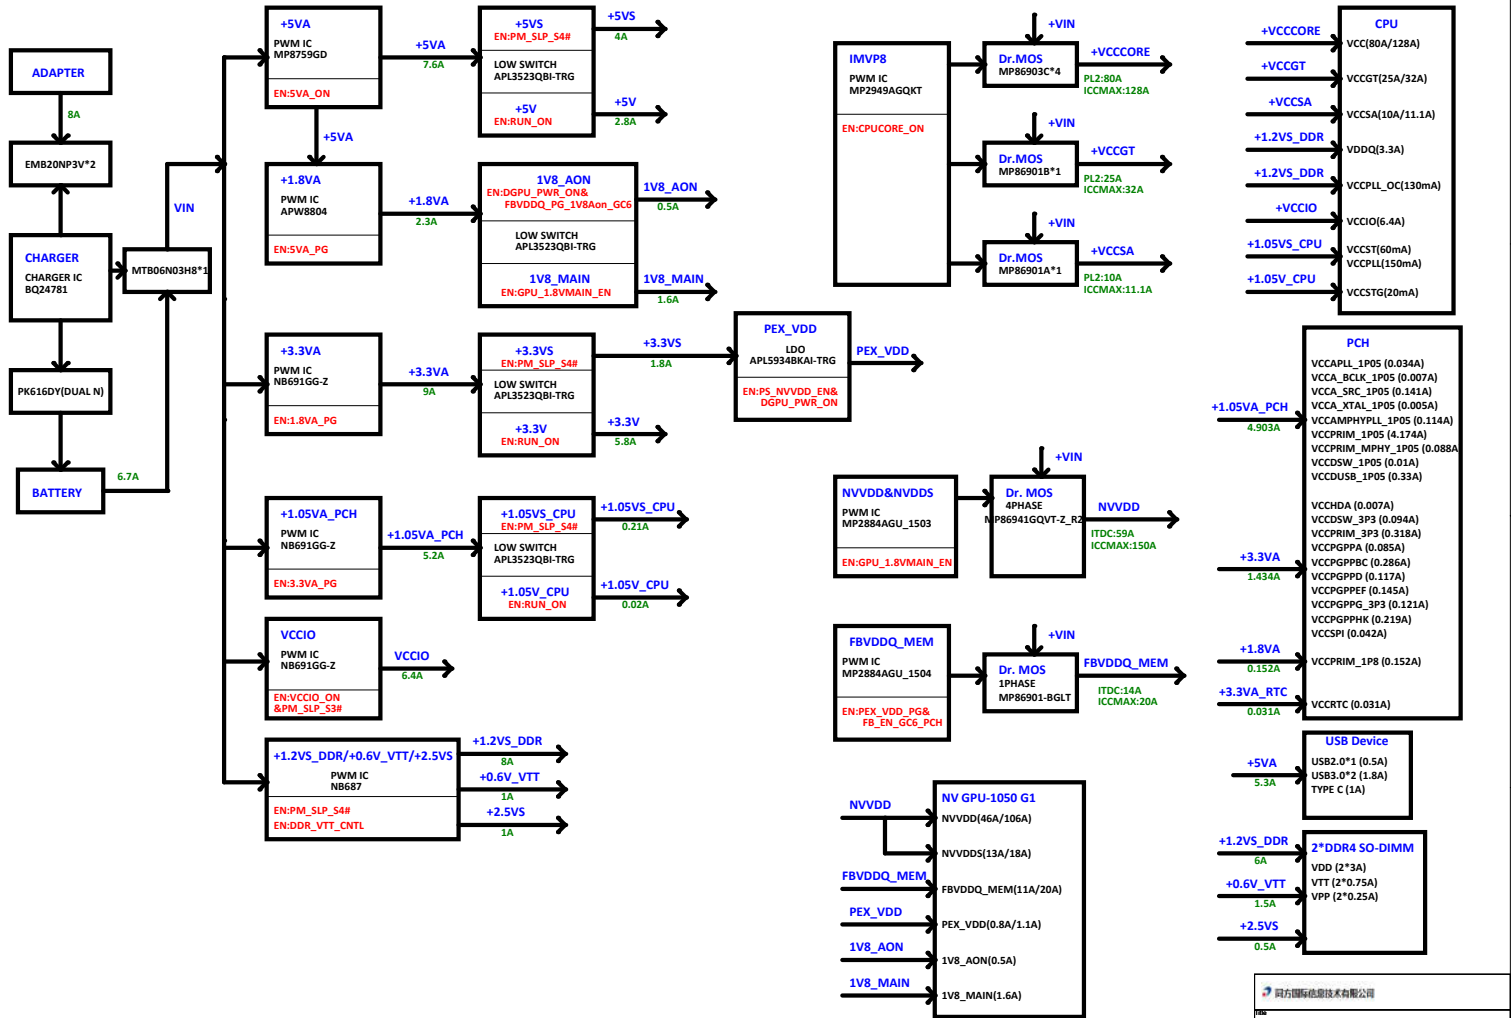 ADAPTER
8A
EMB20NP3V*2
CHARGER
CHARGER IC
BQ24781
MTB06N03H8*1
VIN
PK616DY(DUAL N)
BATTERY
6.7A
+5VA
PWM IC
MP8759GD
EN:5VA_ON
+5VA
7.6A
+5VS
EN:PM_SLP_S4#
LOW SWITCH
APL3523QBI-TRG
+5V
EN:RUN_ON
+5VS
4A
+5V
2.8A
+5VA
+1.8VA
PWM IC
APW8804
EN:5VA_PG
+1.8VA
2.3A
1V8_AON
EN:DGPU_PWR_ON&
FBVDDQ_PG_1V8Aon_GC6
LOW SWITCH
APL3523QBI-TRG
1V8_MAIN
EN:GPU_1.8VMAIN_EN
1V8_AON
0.5A
1V8_MAIN
1.6A
+3.3VA
PWM IC
NB691GG-Z
EN:1.8VA_PG
+3.3VA
9A
+3.3VS
EN:PM_SLP_S4#
LOW SWITCH
APL3523QBI-TRG
+3.3V
EN:RUN_ON
+3.3VS
1.8A
+3.3V
5.8A
PEX_VDD
LDO
APL5934BKAI-TRG
EN:PS_NVVDD_EN&
DGPU_PWR_ON
PEX_VDD
+1.05VA_PCH
PWM IC
NB691GG-Z
EN:3.3VA_PG
+1.05VA_PCH
5.2A
+1.05VS_CPU
EN:PM_SLP_S4#
LOW SWITCH
APL3523QBI-TRG
+1.05V_CPU
EN:RUN_ON
+1.05VS_CPU
0.21A
+1.05V_CPU
0.02A
VCCIO
PWM IC
NB691GG-Z
EN:VCCIO_ON
&PM_SLP_S3#
VCCIO
6.4A
+1.2VS_DDR/+0.6V_VTT/+2.5VS
PWM IC
NB687
EN:PM_SLP_S4#
EN:DDR_VTT_CNTL
+1.2VS_DDR
8A
+0.6V_VTT
1A
+2.5VS
1A
IMVP8
PWM IC
MP2949AGQKT
EN:CPUCORE_ON
+VIN
Dr.MOS
MP86903C*4
+VCCCORE
PL2:80A
ICCMAX:128A
+VIN
Dr.MOS
MP86901B*1
+VCCGT
PL2:25A
ICCMAX:32A
+VIN
Dr.MOS
MP86901A*1
+VCCSA
PL2:10A
ICCMAX:11.1A
NVVDD&NVDDS
PWM IC
MP2884AGU_1503
EN:GPU_1.8VMAIN_EN
+VIN
Dr. MOS
4PHASE
MP86941GQVT-Z_RZ
NVVDD
ITDC:59A
ICCMAX:150A
FBVDDQ_MEM
PWM IC
MP2884AGU_1504
EN:PEX_VDD_PG&
FB_EN_GC6_PCH
+VIN
Dr. MOS
1PHASE
MP86901-BGLT
FBVDDQ_MEM
ITDC:14A
ICCMAX:20A
NVVDD
FBVDDQ_MEM
PEX_VDD
1V8_AON
1V8_MAIN
NV GPU-1050 G1
NVVDD(46A/106A)
NVVDDS(13A/18A)
FBVDDQ_MEM(11A/20A)
PEX_VDD(0.8A/1.1A)
1V8_AON(0.5A)
1V8_MAIN(1.6A)
+VCCCORE
+VCCGT
+VCCSA
+1.2VS_DDR
+1.2VS_DDR
+VCCIO
+1.05VS_CPU
+1.05V_CPU
CPU
VCC(80A/128A)
VCCGT(25A/32A)
VCCSA(10A/11.1A)
VDDQ(3.3A)
VCCPLL_OC(130mA)
VCCIO(6.4A)
VCCST(60mA)
VCCPLL(150mA)
VCCSTG(20mA)
+1.05VA_PCH
4.903A
+3.3VA
1.434A
+1.8VA
0.152A
+3.3VA_RTC
0.031A
PCH
VCCAPLL_1P05 (0.034A)
VCCA_BCLK_1P05 (0.007A)
VCCA_SRC_1P05 (0.141A)
VCCA_XTAL_1P05 (0.005A)
VCCAMPHYPLL_1P05 (0.114A)
VCCPRIM_1P05 (4.174A)
VCCPRIM_MPHY_1P05 (0.088A
VCCDSW_1P05 (0.01A)
VCCDUSB_1P05 (0.33A)
VCCHDA (0.007A)
VCCDSW_3P3 (0.094A)
VCCPRIM_3P3 (0.318A)
VCCPGPPA (0.085A)
VCCPGPPBC (0.286A)
VCCPGPPD (0.117A)
VCCPGPPEF (0.145A)
VCCPGPPG_3P3 (0.121A)
VCCPGPPHK (0.219A)
VCCSPI (0.042A)
VCCPRIM_1P8 (0.152A)
VCCRTC (0.031A)
+5VA
5.3A
USB Device
USB2.0*1 (0.5A)
USB3.0*2 (1.8A)
TYPE C (1A)
+1.2VS_DDR
6A
+0.6V_VTT
1.5A
+2.5VS
0.5A
2*DDR4 SO-DIMM
VDD (2*3A)
VTT (2*0.75A)
VPP (2*0.25A)
同方国际信息技术有限公司
Title